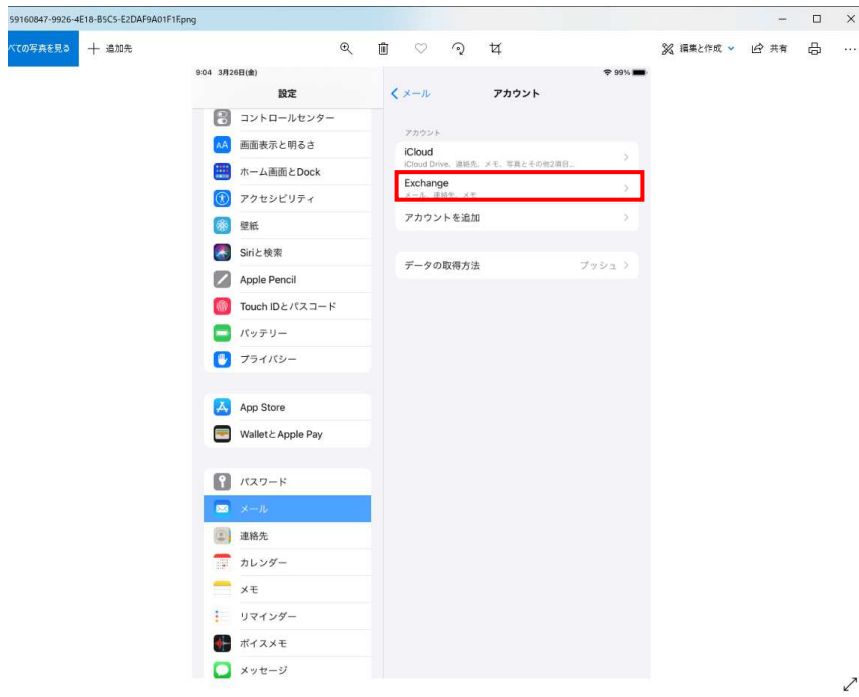 59160847-9926-4E18-B5C5-E2DAF9A01F1F.png
べての写真を見る
追加先
編集と作成
共有
9:04 3月26日(金)
99%
設定
コントロールセンター
画面表示と明るさ
ホーム画面とDock
アクセシビリティ
壁紙
Siriと検索
Apple Pencil
Touch IDとパスコード
バッテリー
プライバシー
App Store
WalletとApple Pay
パスワード
メール
連絡先
カレンダー
メモ
リマインダー
ボイスメモ
メッセージ
メール
アカウント
アカウント
iCloud
iCloud Drive、連絡先、メモ、写真とその他2項目...
Exchange
メール、連絡先、メモ
アカウントを追加
データの取得方法 プッシュ